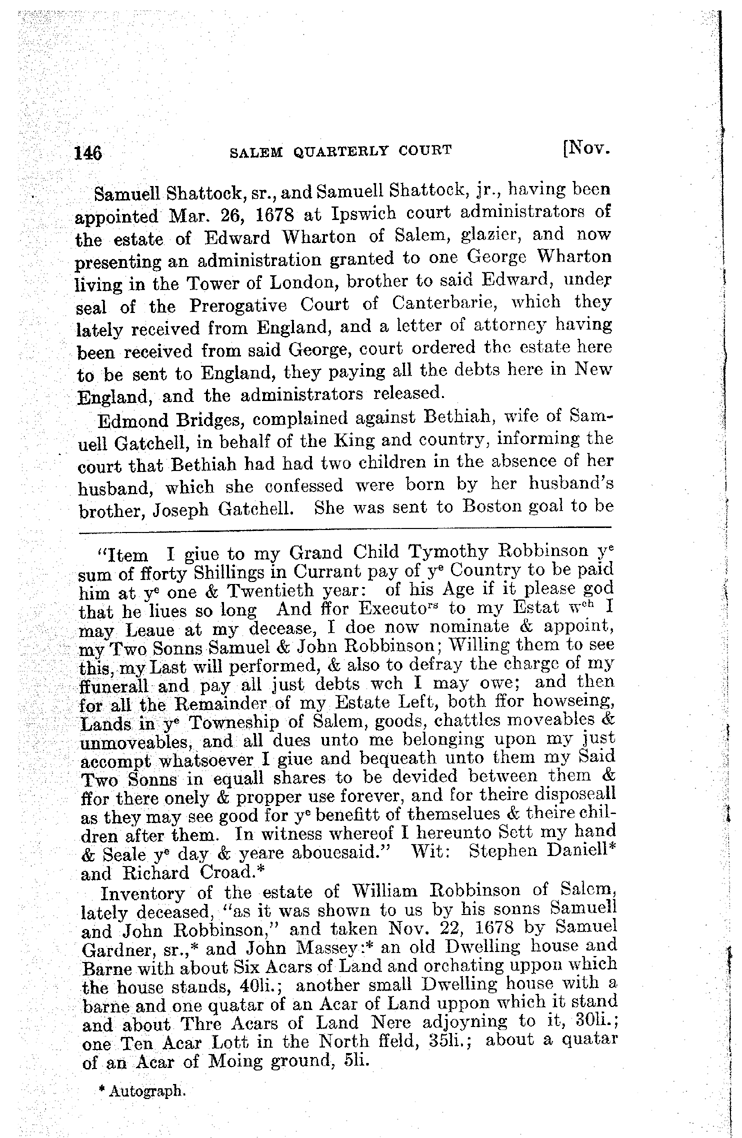 146 SALEM QUARTERLY COURT [Nov.
Samuell Shattock, sr., and Samuell Shattock, jr., having been
appointed Mar. 26, 1678 at Ipswich court administrators of
the estate of Edward Wharton of Salem, glazier, and now
presenting an administration granted to one George Wharton
living in the Tower of London, brother to said Edward, under
seal of the Prerogative Court of Canterbarie, which they
lately received from England, and a letter of attorney having
been received from said George, court ordered the estate here
to be sent to England, they paying all the debts here in New
England, and the administrators released.
Edmond Bridges, complained against Bethiah, wife of Sam-
uell Gatchell, in behalf of the King and country, informing the
court that Bethiah had had two children in the absence of her
husband, which she confessed were born by her husband's
brother, Joseph Gatchell. She was sent to Boston goal to be
"Item I giue to my Grand Child Tymothy Robbinson yᵉ
sum of fforty Shillings in Currant pay of yᵉ Country to be paid
him at yᵉ one & Twentieth year: of his Age if it please god
that he liues so long And ffor Executoʳˢ to my Estat wᶜʰ I
may Leaue at my decease, I doe now nominate & appoint,
my Two Sonns Samuel & John Robbinson; Willing them to see
this, my Last will performed, & also to defray the charge of my
ffunerall and pay all just debts wch I may owe; and then
for all the Remainder of my Estate Left, both ffor howseing,
Lands in yᵉ Towneship of Salem, goods, chattles moveables &
unmoveables, and all dues unto me belonging upon my just
accompt whatsoever I giue and bequeath unto them my Said
Two Sonns in equall shares to be devided between them &
ffor there onely & propper use forever, and for theire disposeall
as they may see good for yᵉ benefitt of themselues & theire chil-
dren after them. In witness whereof I hereunto Sett my hand
& Seale yᵉ day & yeare abouesaid." Wit: Stephen Daniell*
and Richard Croad.*
Inventory of the estate of William Robbinson of Salem,
lately deceased, "as it was shown to us by his sonns Samuell
and John Robbinson," and taken Nov. 22, 1678 by Samuel
Gardner, sr.,* and John Massey:* an old Dwelling house and
Barne with about Six Acars of Land and orchating uppon which
the house stands, 40li.; another small Dwelling house with a
barne and one quatar of an Acar of Land uppon which it stand
and about Thre Acars of Land Nere adjoyning to it, 30li.;
one Ten Acar Lott in the North ffeld, 35li.; about a quatar
of an Acar of Moing ground, 5li.
* Autograph.